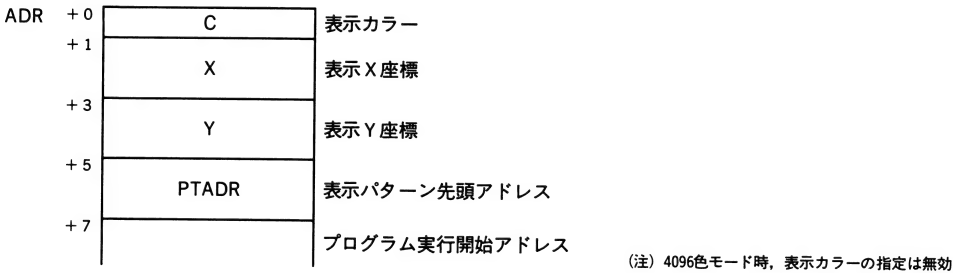 ADR +0 C 表示カラー
+1
X 表示X座標
+3
Y 表示Y座標
+5
PTADR 表示パターン先頭アドレス
+7
プログラム実行開始アドレス
(注) 4096色モード時,表示カラーの指定は無効